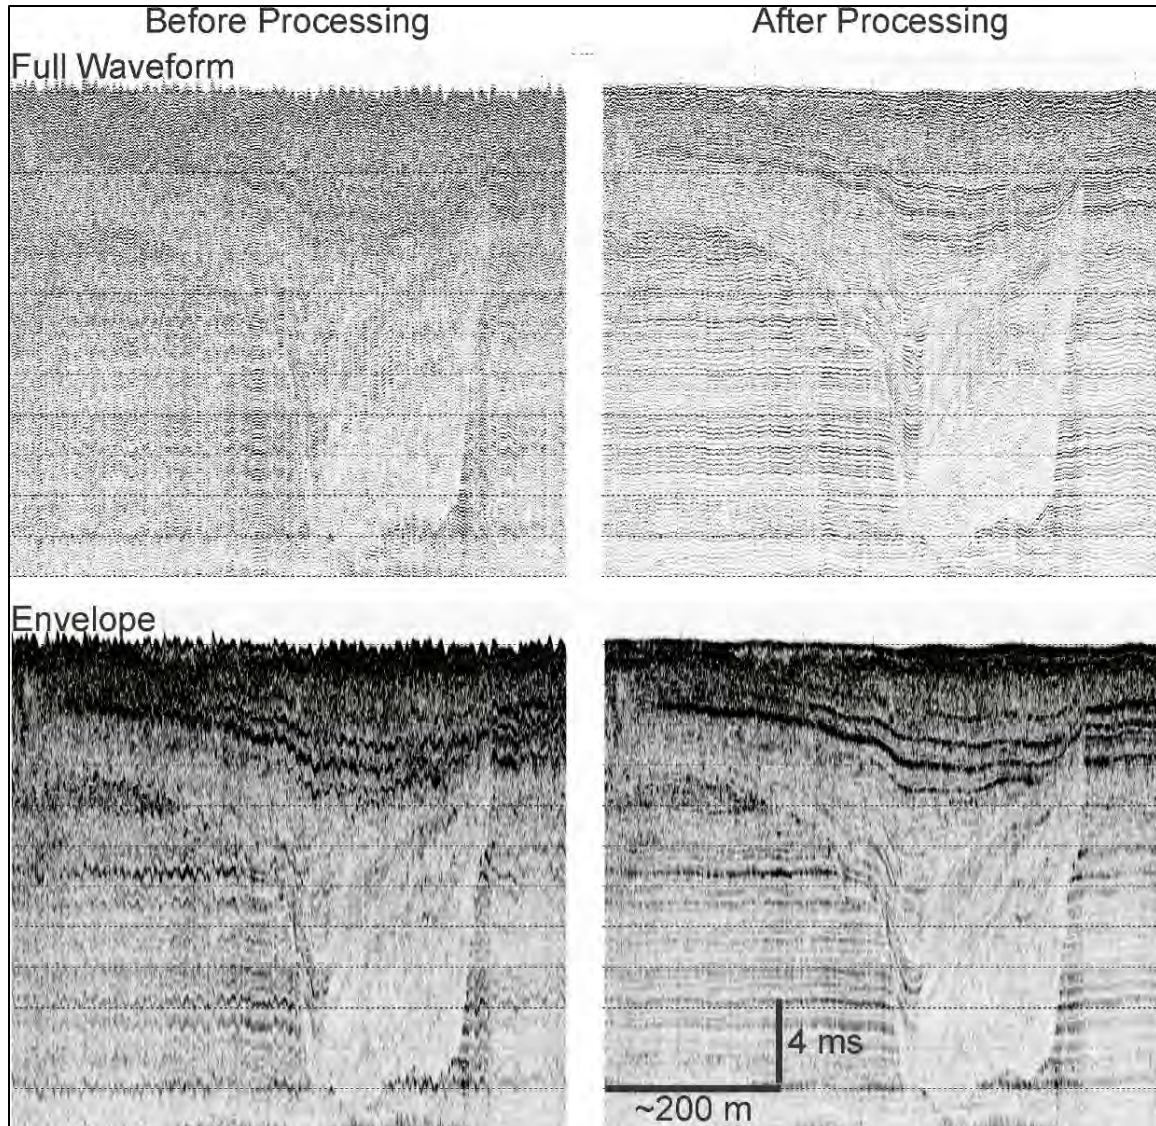 Before Processing
After Processing
Full Waveform
Envelope
4 ms
~200 m